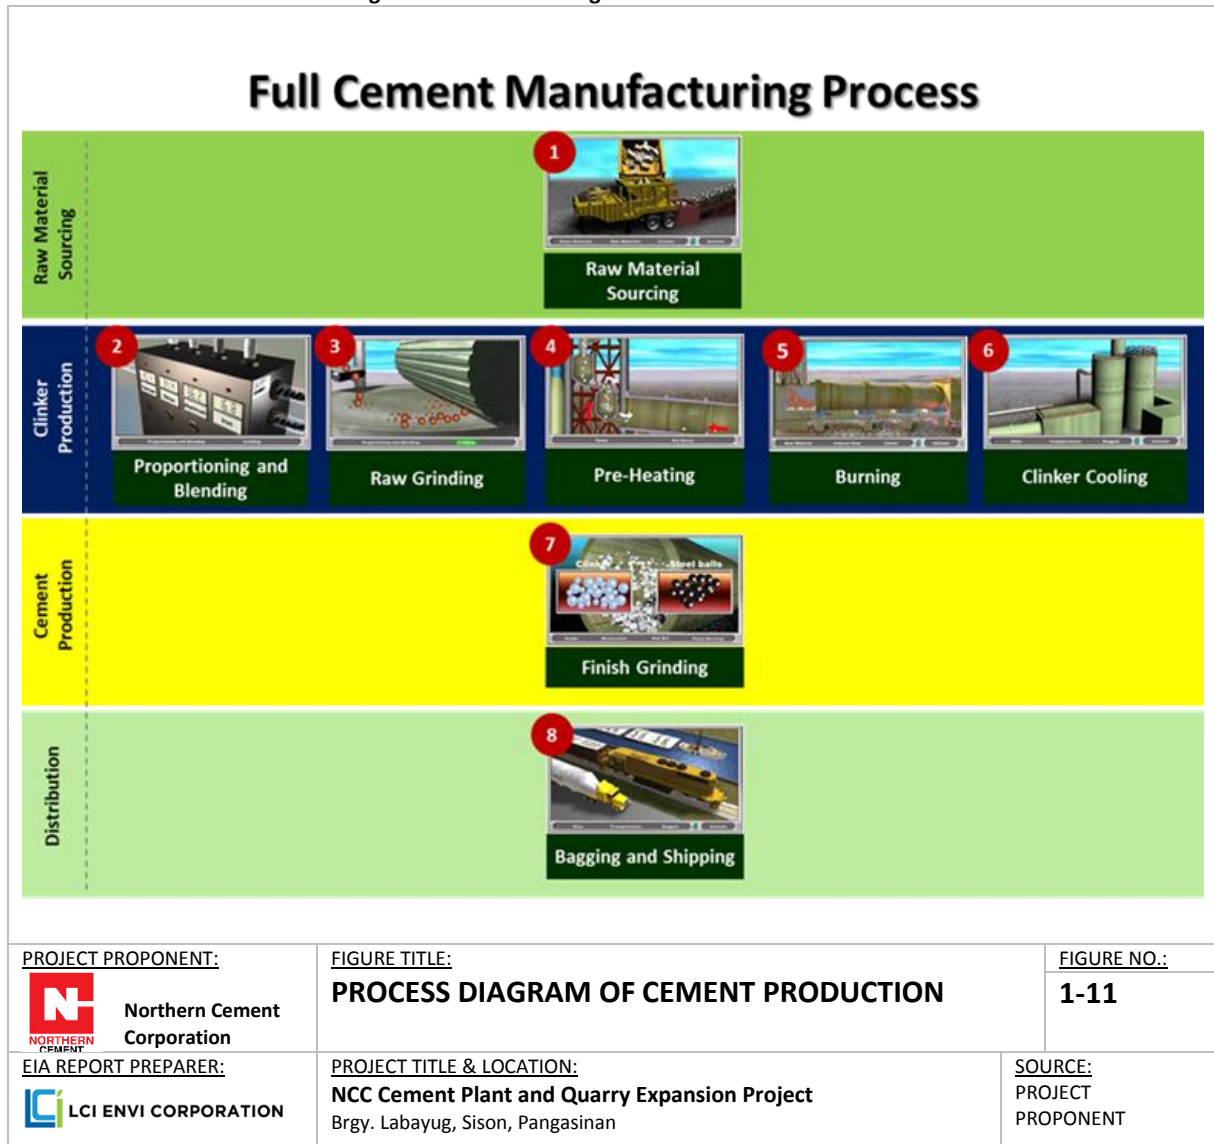 Full Cement Manufacturing Process
Raw Material
Sourcing
1
Raw Material
Sourcing
Clinker
Production
2
Proportioning and
Blending
3
Raw Grinding
4
Pre-Heating
5
Burning
6
Clinker Cooling
Cement
Production
7
Steel balls
Finish Grinding
Distribution
8
Bagging and Shipping
PROJECT PROPONENT:
NORTHERN
CEMENT
Northern Cement
Corporation
FIGURE TITLE:
PROCESS DIAGRAM OF CEMENT PRODUCTION
FIGURE NO.:
1-11
EIA REPORT PREPARER:
LCI ENVI CORPORATION
PROJECT TITLE & LOCATION:
NCC Cement Plant and Quarry Expansion Project
Brgy. Labayug, Sison, Pangasinan
SOURCE:
PROJECT
PROPONENT